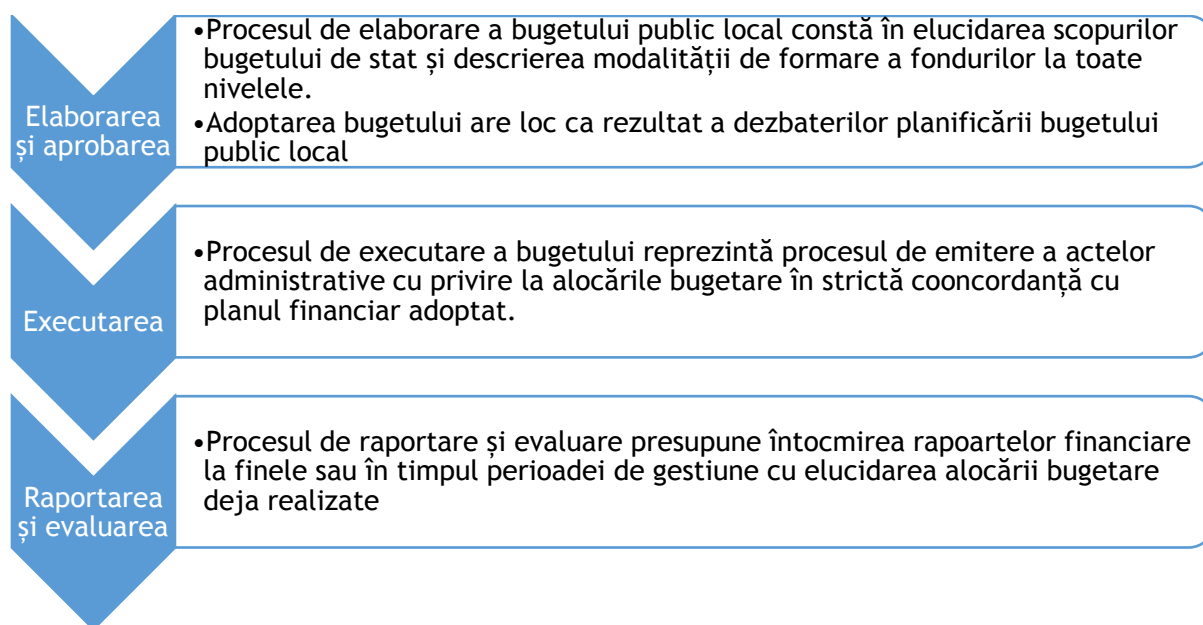 Elaborarea
și aprobarea
•Procesul de elaborare a bugetului public local constă în elucidarea scopurilor
bugetului de stat și descrierea modalității de formare a fondurilor la toate
nivelele.
•Adoptarea bugetului are loc ca rezultat a dezbaterilor planificării bugetului
public local
Executarea
•Procesul de executare a bugetului reprezintă procesul de emitere a actelor
administrative cu privire la alocările bugetare în strictă cooncordanță cu
planul financiar adoptat.
Raportarea
și evaluarea
•Procesul de raportare și evaluare presupune întocmirea rapoartelor financiare
la finele sau în timpul perioadei de gestiune cu elucidarea alocării bugetare
deja realizate